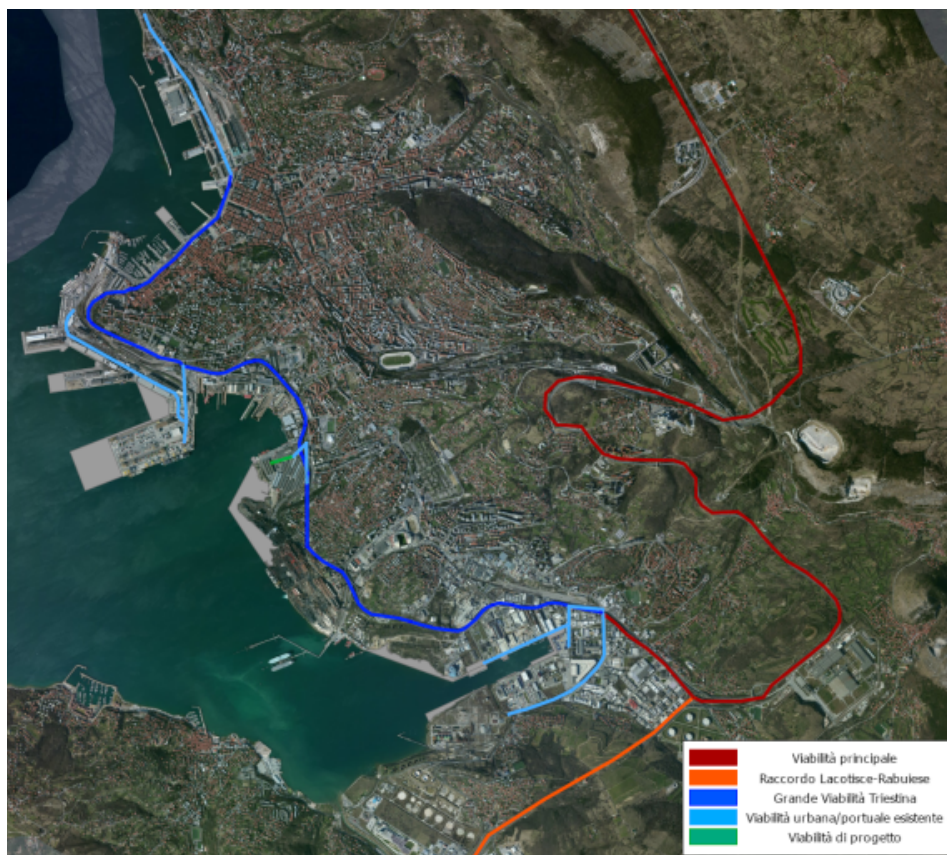 Viabilità principale
Raccordo Lacotisce-Rabuiese
Grande Viabilità Triestina
Viabilità urbana/portuale esistente
Viabilità di progetto